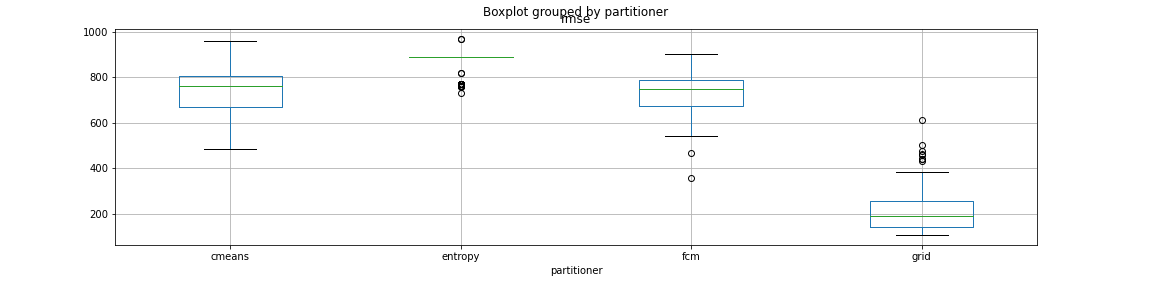 Boxplot grouped by partitioner
rmse
1000
800
600
400
200
cmeans
entropy
fcm
grid
partitioner